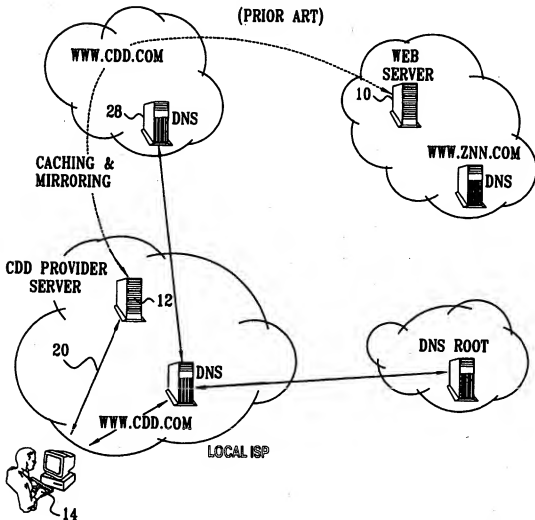 (PRIOR ART)
WWW.CDD.COM
WEB
SERVER
10
28
DNS
WWW.ZNN.COM
DNS
CACHING &
MIRRORING
CDD PROVIDER
SERVER
12
20
DNS
DNS ROOT
WWW.CDD.COM
LOCAL ISP
14